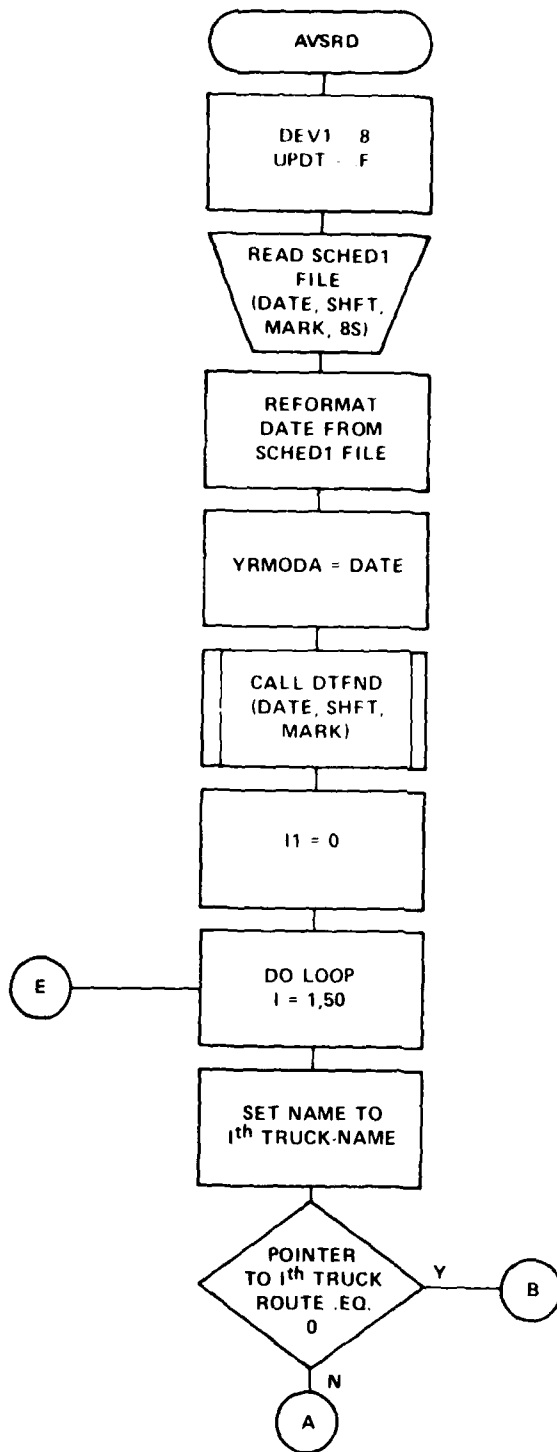 AVSRD
DEV1 8
UPDT - F
READ SCHED1
FILE
(DATE, SHFT,
MARK, 8S)
REFORMAT
DATE FROM
SCHED1 FILE
YRMODA = DATE
CALL DTFND
(DATE, SHFT,
MARK)
I1 = 0
E
DO LOOP
I = 1,50
SET NAME TO
Ith TRUCK-NAME
POINTER
TO Ith TRUCK
ROUTE .EQ.
0
Y
B
N
A